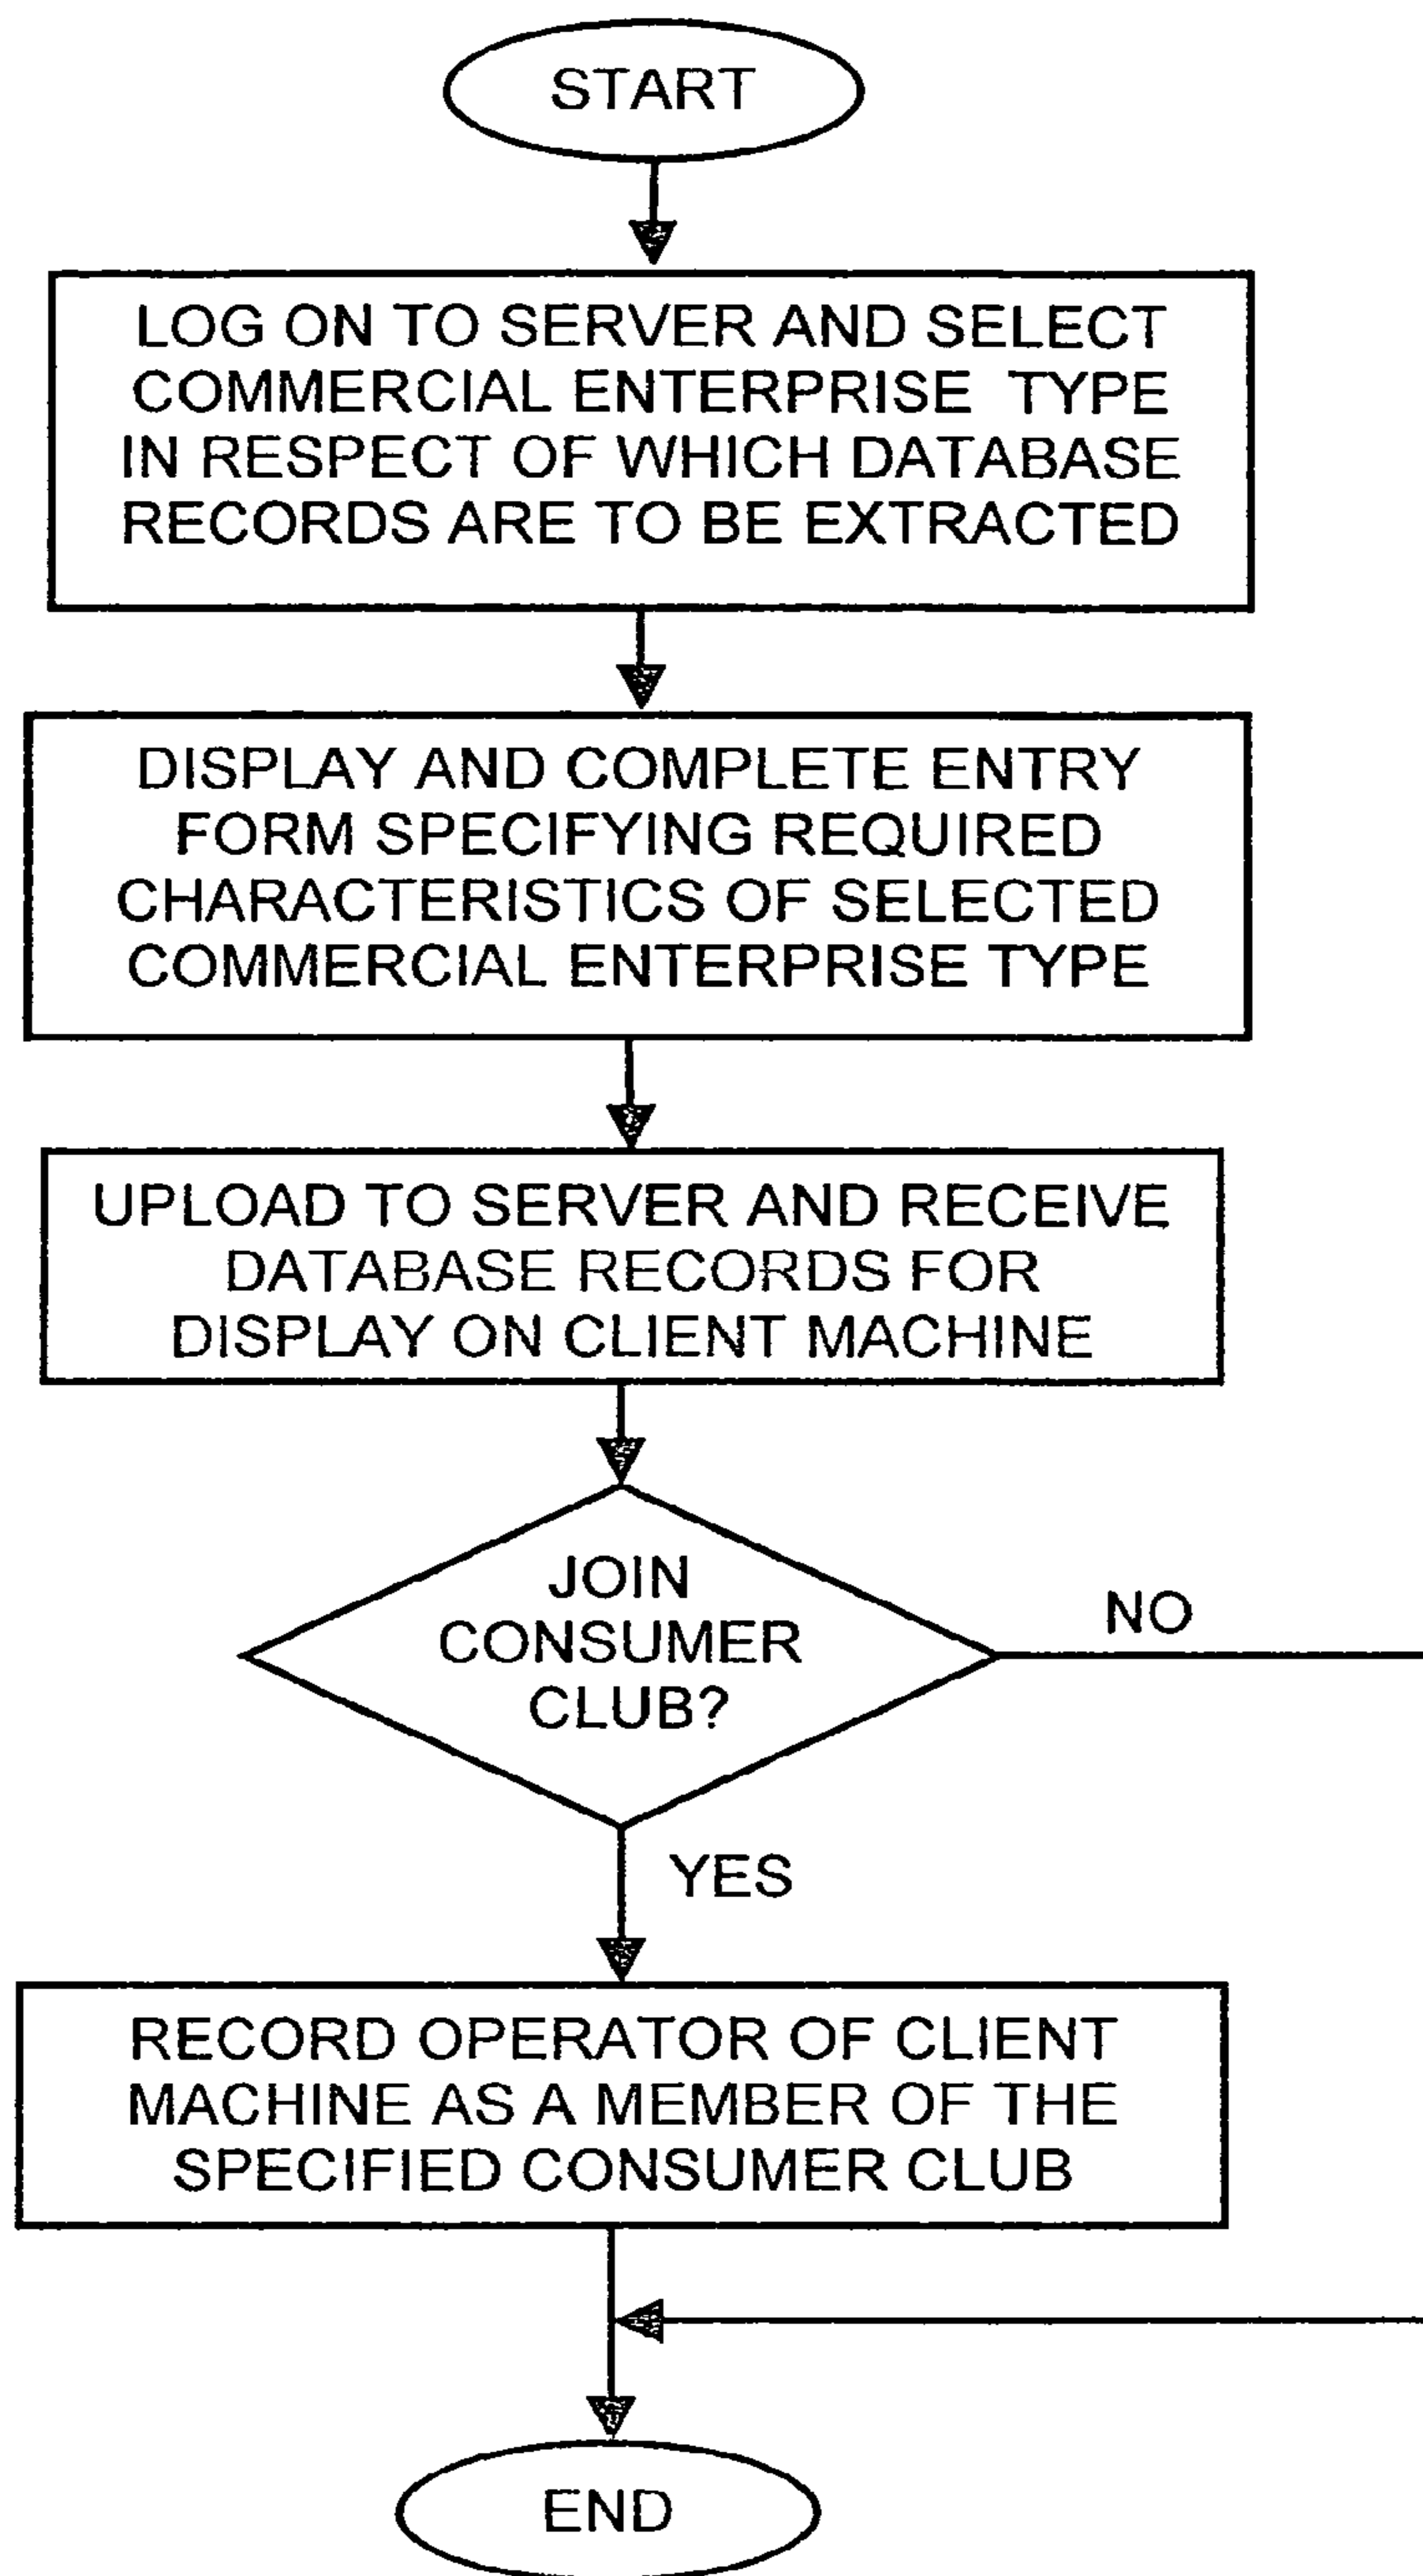 START
LOG ON TO SERVER AND SELECT
COMMERCIAL ENTERPRISE TYPE
IN RESPECT OF WHICH DATABASE
RECORDS ARE TO BE EXTRACTED
DISPLAY AND COMPLETE ENTRY
FORM SPECIFYING REQUIRED
CHARACTERISTICS OF SELECTED
COMMERCIAL ENTERPRISE TYPE
UPLOAD TO SERVER AND RECEIVE
DATABASE RECORDS FOR
DISPLAY ON CLIENT MACHINE
JOIN
CONSUMER
CLUB?
NO
YES
RECORD OPERATOR OF CLIENT
MACHINE AS A MEMBER OF THE
SPECIFIED CONSUMER CLUB
END